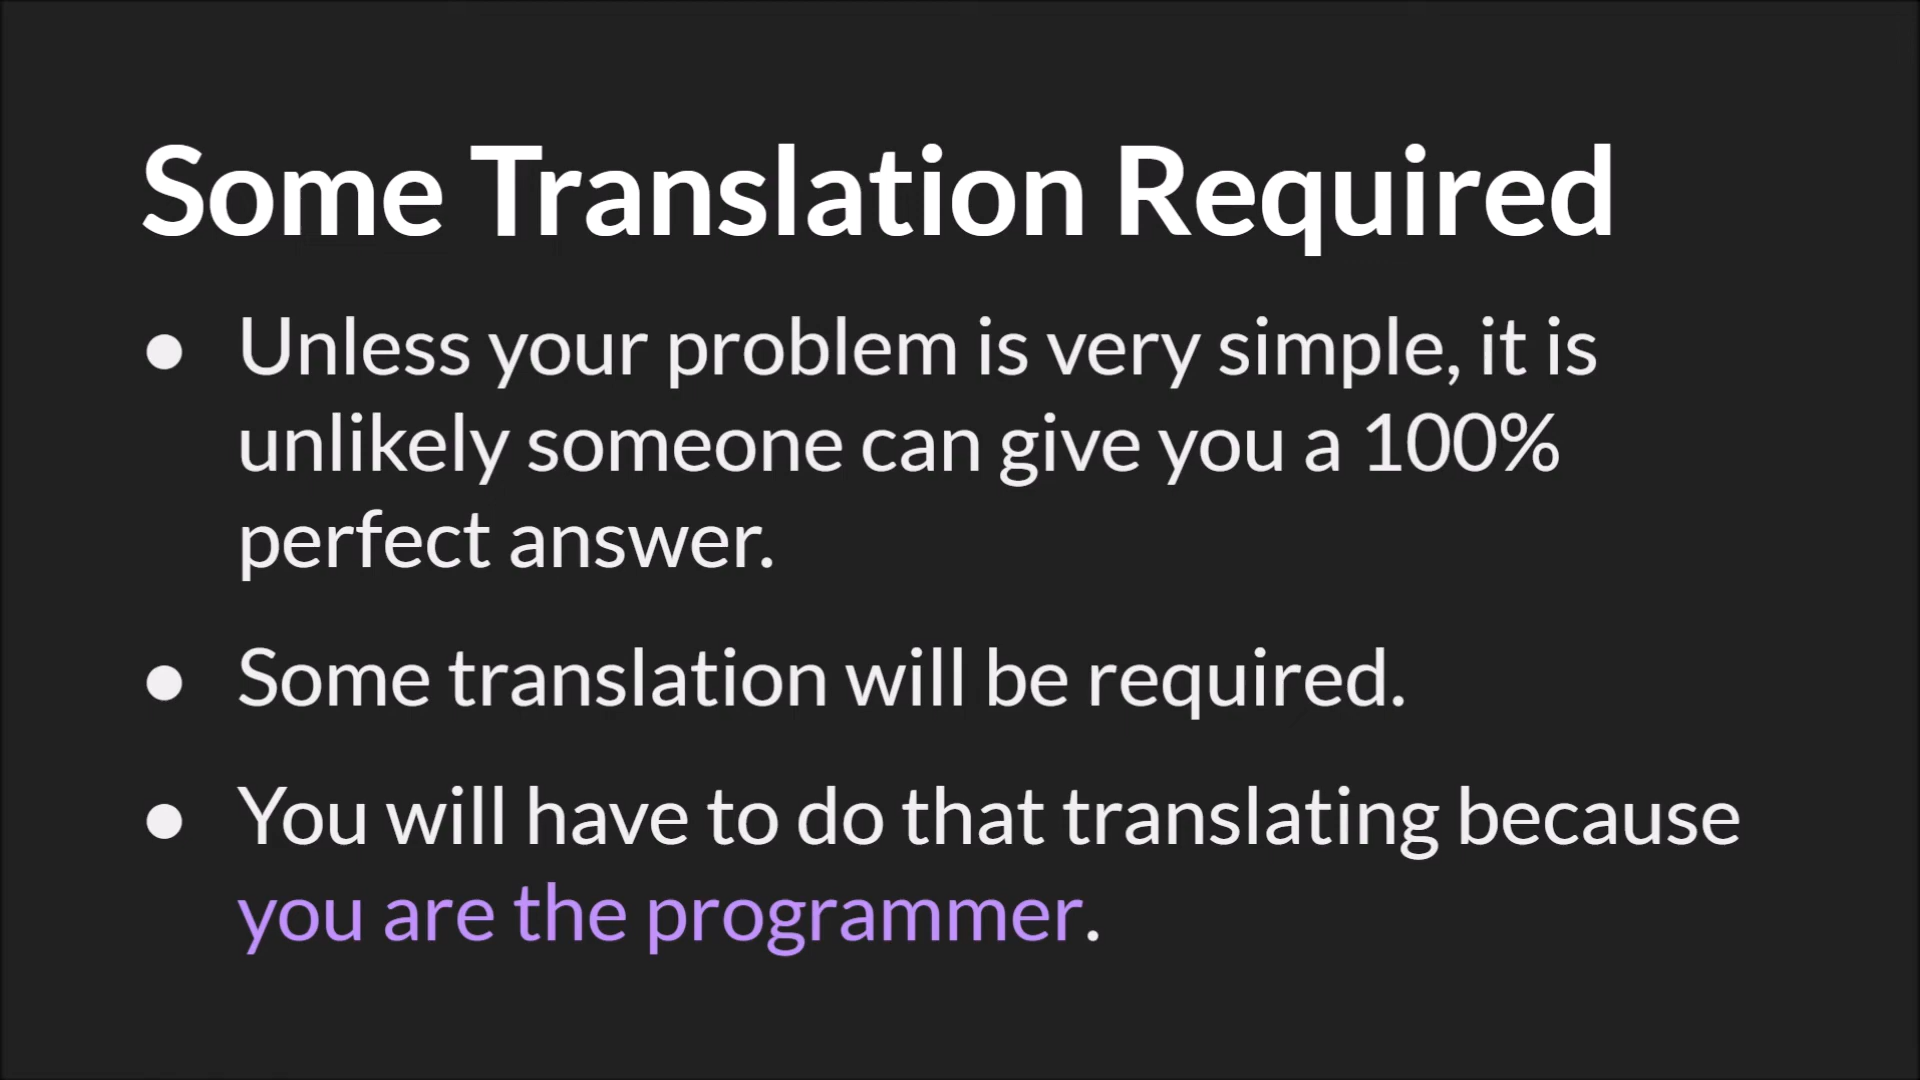 Some Translation Required
● Unless your problem is very simple, it is
unlikely someone can give you a 100%
perfect answer.
● Some translation will be required.
● You will have to do that translating because
you are the programmer.